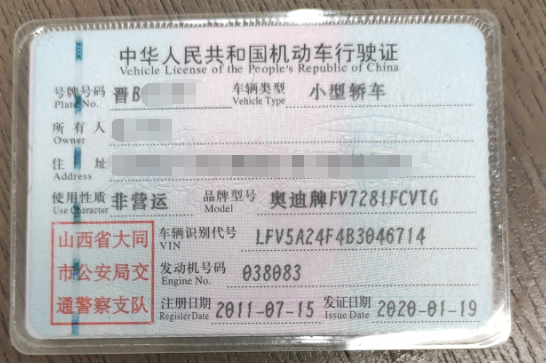 中华人民共和国机动车行驶证
Vehicle License of the People's Republic of China
号牌号码 晋B 车辆类型 小型轿车
Plate No. Vehicle Type
所有人
Owner
住址
Address
使用性质 非营运 品牌型号 奥迪牌FV7281FCVTG
Use Character Model
山西省大同
市公安局交
通警察支队
车辆识别代号 LFV5A24F4B3046714
VIN
发动机号码 038083
Engine No.
注册日期 2011-07-15 发证日期 2020-01-19
Register Date Issue Date